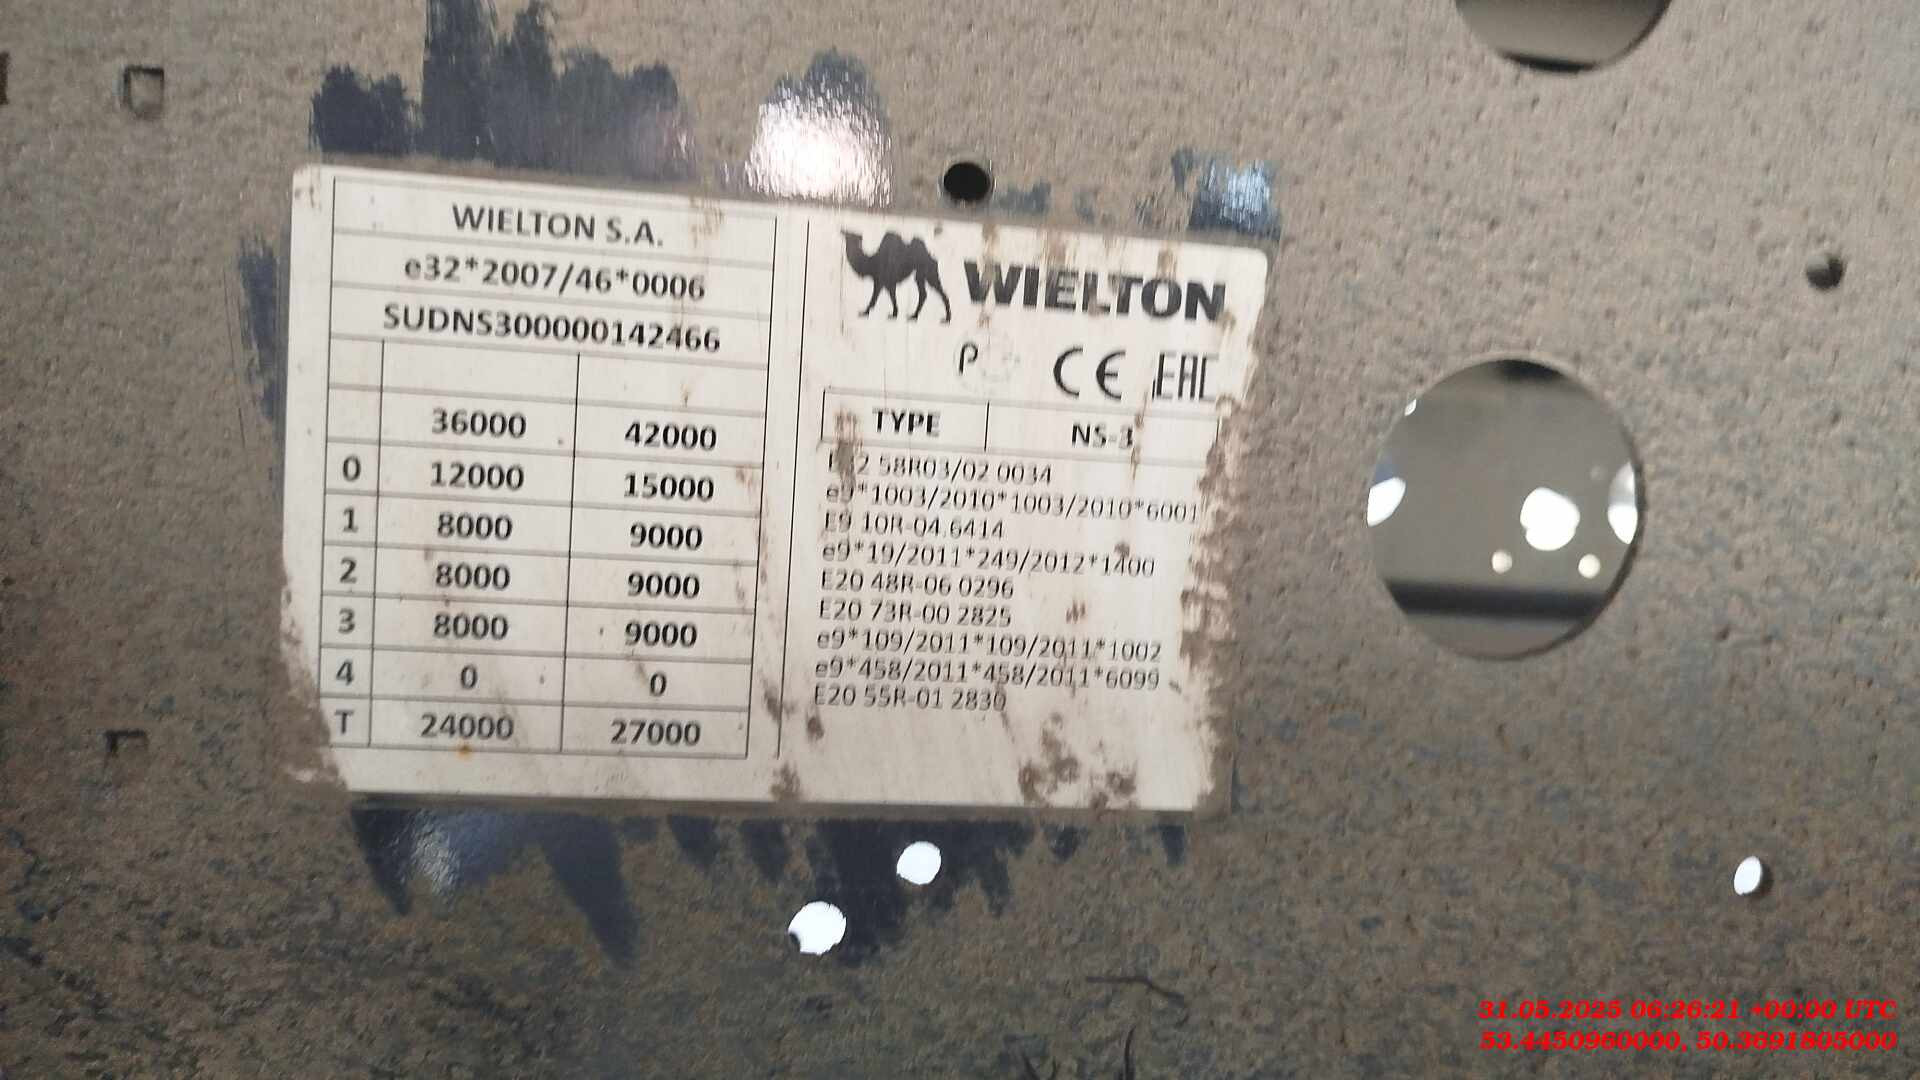 WIELTON S.A.
e32*2007/46*0006
SUDNS300000142466
36000 42000
0 12000 15000
1 8000 9000
2 8000 9000
3 8000 9000
4 0 0
T 24000 27000
WIELTON
P CE EAC
TYPE NS-3
E32 58R03/02 0034
e9*1003/2010*1003/2010*6001
E9 10R-04.6414
e9*19/2011*249/2012*1400
E20 48R-06 0296
E20 73R-00 2825
e9*109/2011*109/2011*1002
e9*458/2011*458/2011*6099
E20 55R-01 2830
31.05.2025 06:26:21 +00:00 UTC
53.4450960000, 50.3691805000